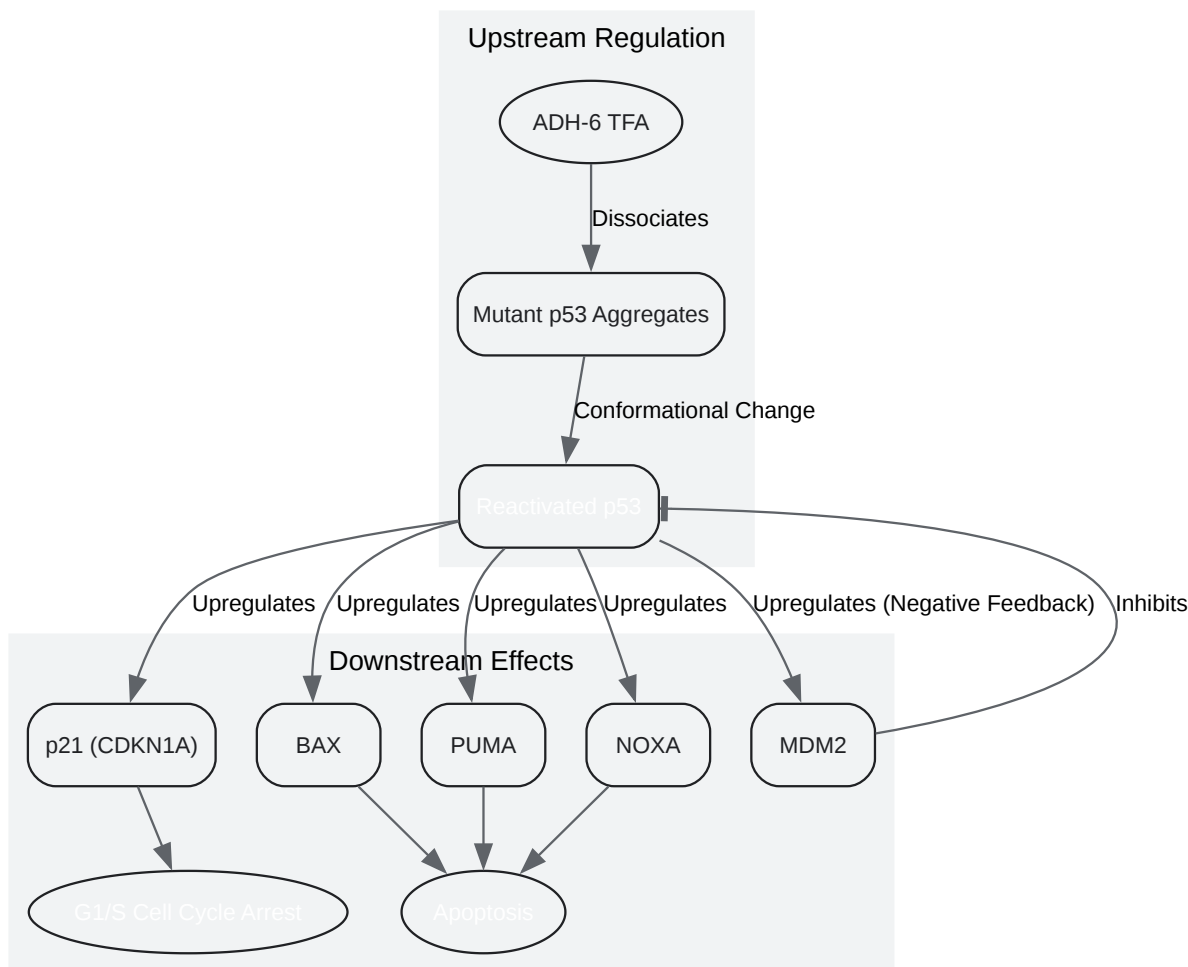 Upstream Regulation
ADH-6 TFA
Dissociates
Mutant p53 Aggregates
Conformational Change
Reactivated p53
Upregulates
Upregulates
Upregulates
Upregulates
Upregulates (Negative Feedback)
Inhibits
Downstream Effects
p21 (CDKN1A)
BAX
PUMA
NOXA
MDM2
G1/S Cell Cycle Arrest
Apoptosis